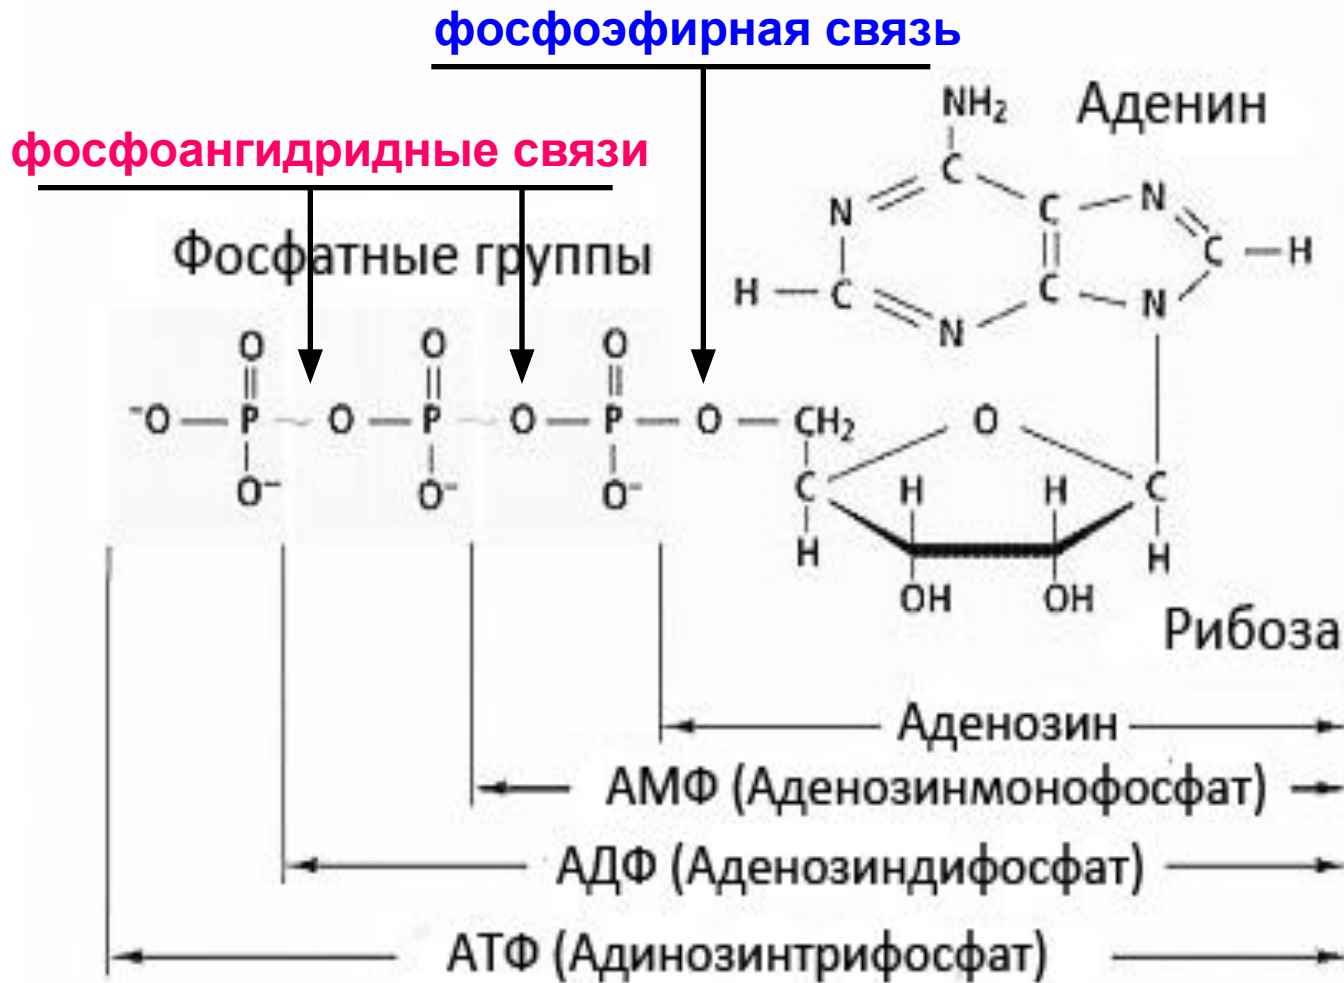 фосфоэфирная связь
фосфоангидридные связи
Фосфатные группы
Аденин
NH₂
C
N C N
C – H
H – C C
N N
O O O
⁻O – P ~ O – P ~ O – P – O – CH₂ O
O⁻ O⁻ O⁻
C H H C
H H
OH OH
Рибоза
Аденозин
АМФ (Аденозинмонофосфат)
АДФ (Аденозиндифосфат)
АТФ (Адинозинтрифосфат)